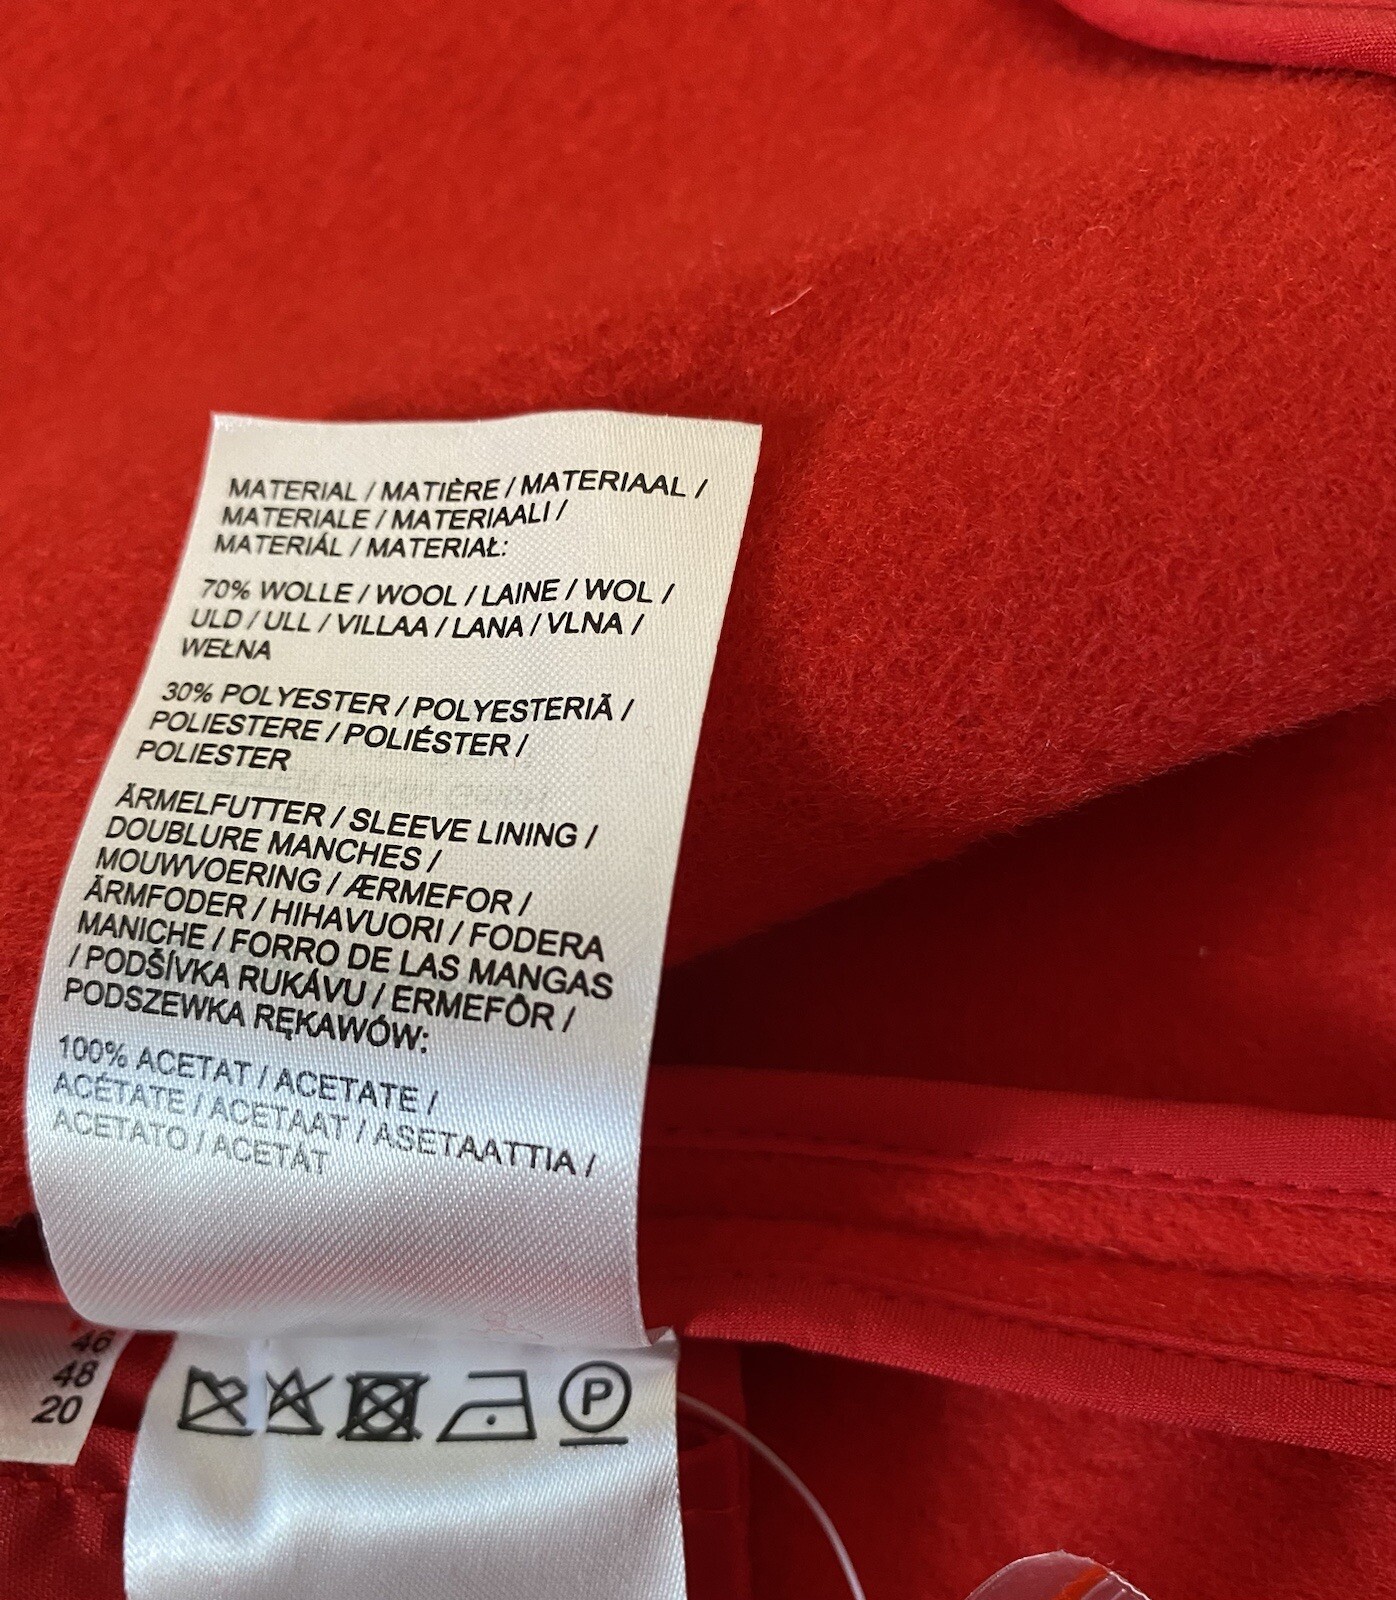 MATERIAL / MATIÈRE / MATERIAAL /
MATERIALE / MATERIAALI /
MATERIÁL / MATERIAŁ:
70% WOLLE / WOOL / LAINE / WOL /
ULD / ULL / VILLAA / LANA / VLNA /
WEŁNA
30% POLYESTER / POLYESTERIÄ /
POLIESTERE / POLIÉSTER /
POLIESTER
ÄRMELFUTTER / SLEEVE LINING /
DOUBLURE MANCHES /
MOUWVOERING / ÆRMEFOR /
ÄRMFODER / HIHAVUORI / FODERA
MANICHE / FORRO DE LAS MANGAS
/ PODŠÍVKA RUKÁVU / ERMEFÔR /
PODSZEWKA RĘKAWÓW:
100% ACETAT / ACETATE /
ACÉTATE / ACETAAT / ASETAATTIA /
ACETATO / ACETÁT
46
48
20
P